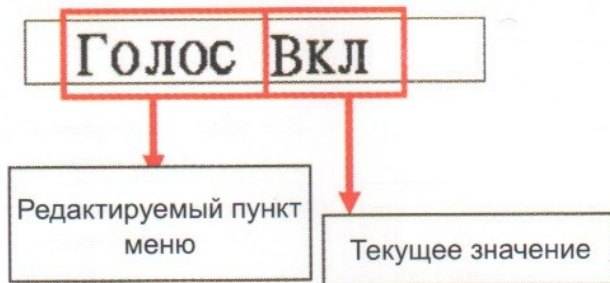 Голос Вкл
Редактируемый пункт
меню
Текущее значение